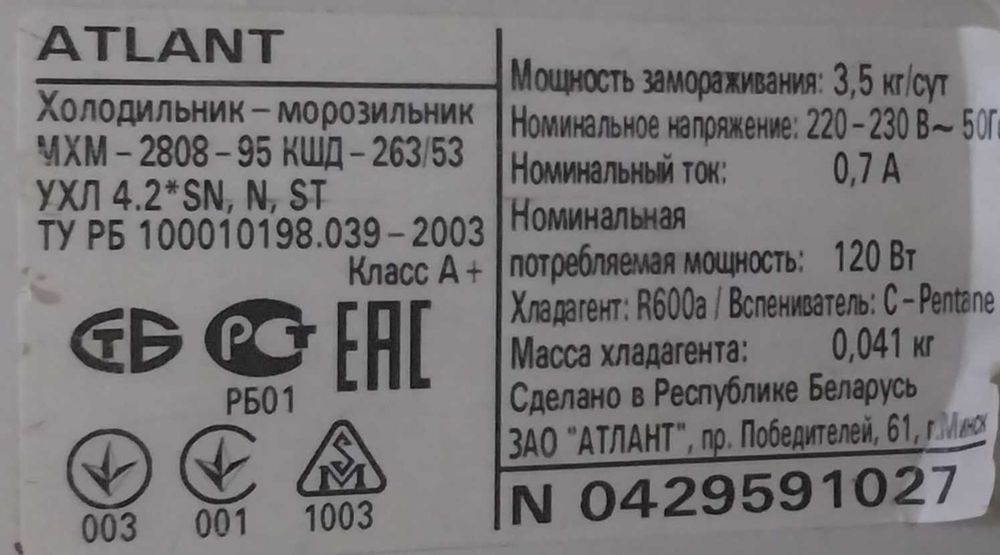 ATLANT
Холодильник – морозильник
МХМ – 2808 – 95 КШД – 263/53
УХЛ 4.2* SN, N, ST
ТУ РБ 100010198.039 – 2003
Класс A +
СТБ РСТ ЕАС
РБ01
003 001 1003
Мощность замораживания: 3,5 кг/сут
Номинальное напряжение: 220 – 230 В ~ 50Г
Номинальный ток: 0,7 А
Номинальная
потребляемая мощность: 120 Вт
Хладагент: R600a / Вспениватель: C – Pentane
Масса хладагента: 0,041 кг
Сделано в Республике Беларусь
ЗАО "АТЛАНТ", пр. Победителей, 61, г.Минск
N 0429591027